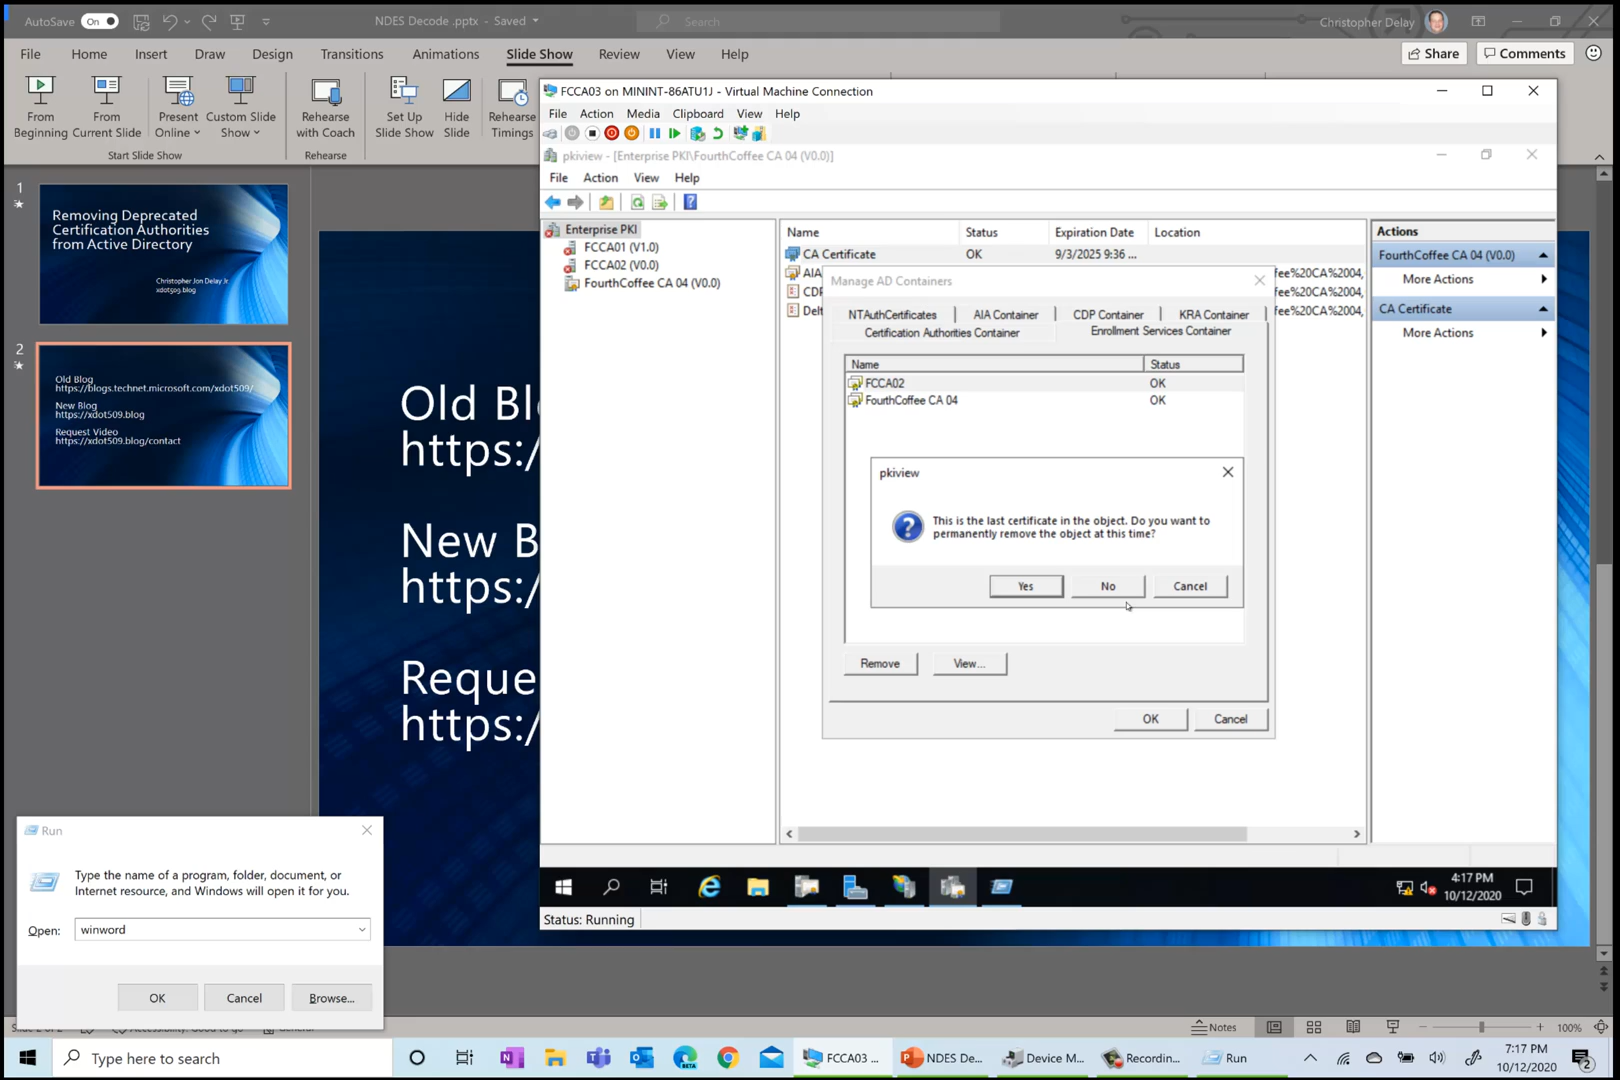 AutoSave On
NDES Decode .pptx - Saved
Search
Christopher Delay
File Home Insert Draw Design Transitions Animations Slide Show Review View Help
Share
Comments
From Beginning
From Current Slide
Present Online
Custom Slide Show
Rehearse with Coach
Set Up Slide Show
Hide Slide
Rehearse Timings
Start Slide Show
Rehearse
1
Removing Deprecated
Certification Authorities
from Active Directory
Christopher Jon Delay Jr.
xdot509.blog
2
Old Blog
https://blogs.technet.microsoft.com/xdot509/
New Blog
https://xdot509.blog
Request Video
https://xdot509.blog/contact
Old Bl
https:/
New B
https:/
Reque
https:/
FCCA03 on MININT-86ATU1J - Virtual Machine Connection
File Action Media Clipboard View Help
pkiview - [Enterprise PKI\FourthCoffee CA 04 (V0.0)]
File Action View Help
Enterprise PKI
FCCA01 (V1.0)
FCCA02 (V0.0)
FourthCoffee CA 04 (V0.0)
Name Status Expiration Date Location
CA Certificate OK 9/3/2025 9:36 ...
AIA
ee%20CA%2004,
CDP
fee%20CA%2004,
Delt
fee%20CA%2004,
Actions
FourthCoffee CA 04 (V0.0)
More Actions
CA Certificate
More Actions
Manage AD Containers
NTAuthCertificates AIA Container CDP Container KRA Container
Certification Authorities Container Enrollment Services Container
Name Status
FCCA02 OK
FourthCoffee CA 04 OK
pkiview
This is the last certificate in the object. Do you want to
permanently remove the object at this time?
Yes No Cancel
Remove View...
OK Cancel
4:17 PM
10/12/2020
Status: Running
Run
Type the name of a program, folder, document, or
Internet resource, and Windows will open it for you.
Open: winword
OK Cancel Browse...
Notes
100%
Type here to search
FCCA03 ...
NDES De...
Device M...
Recordin...
Run
7:17 PM
10/12/2020
2